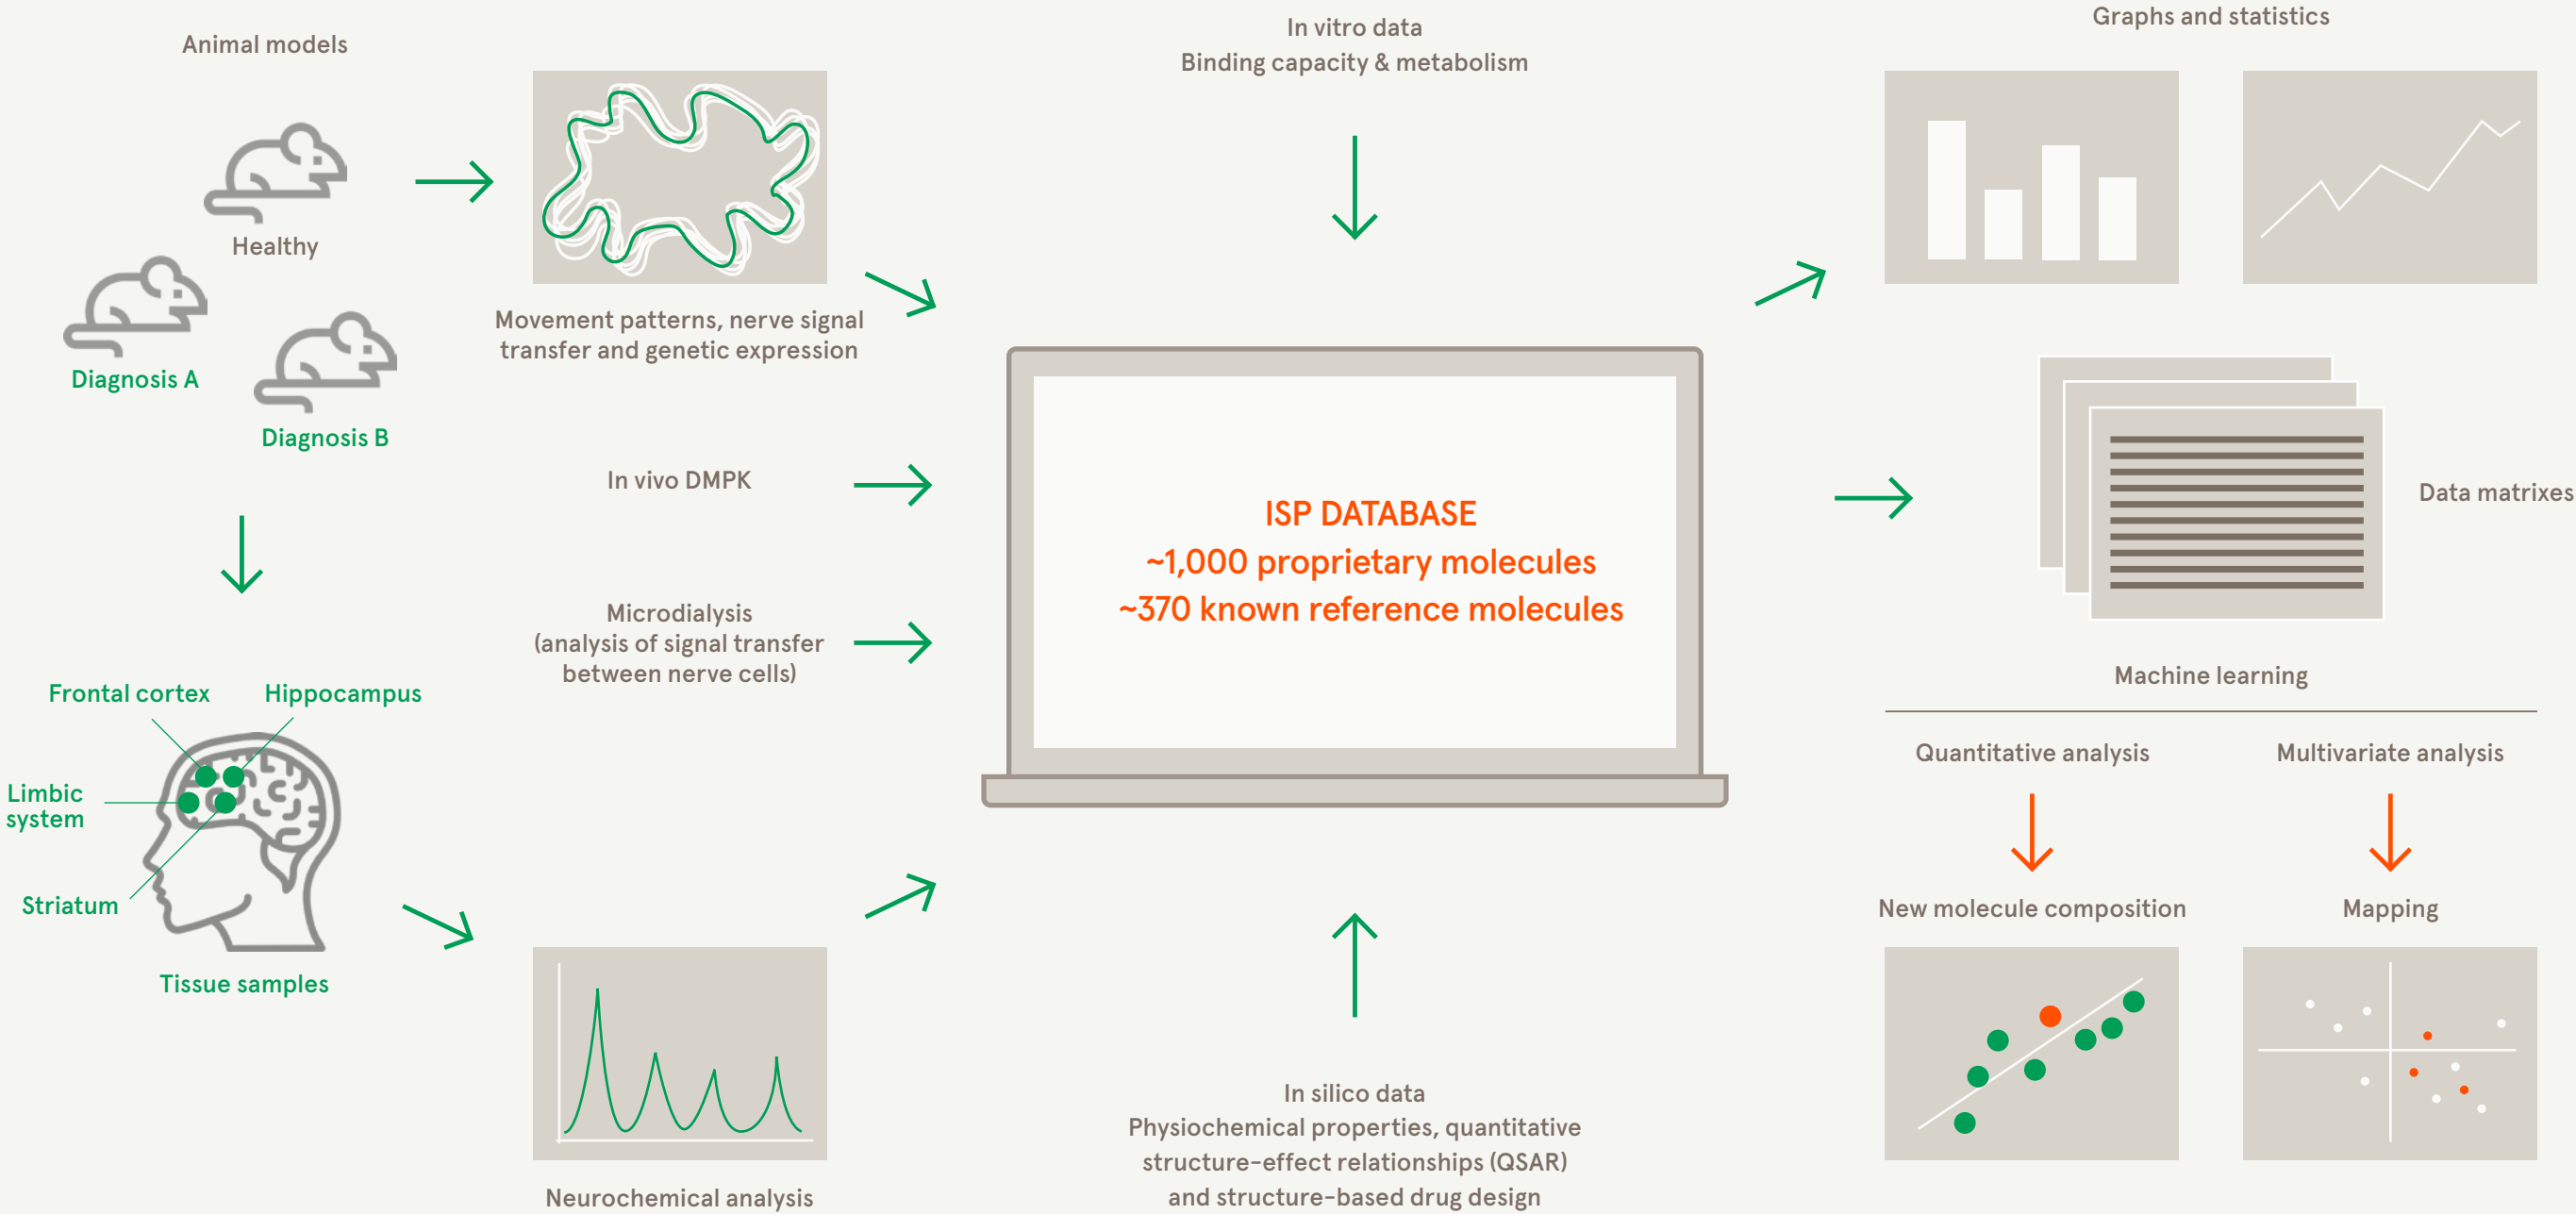 Animal models
Healthy
Diagnosis A
Diagnosis B
Frontal cortex
Hippocampus
Limbic
system
Striatum
Tissue samples
Movement patterns, nerve signal
transfer and genetic expression
In vivo DMPK
Microdialysis
(analysis of signal transfer
between nerve cells)
Neurochemical analysis
In vitro data
Binding capacity & metabolism
ISP DATABASE
~1,000 proprietary molecules
~370 known reference molecules
In silico data
Physiochemical properties, quantitative
structure-effect relationships (QSAR)
and structure-based drug design
Graphs and statistics
Data matrixes
Machine learning
Quantitative analysis
Multivariate analysis
New molecule composition
Mapping